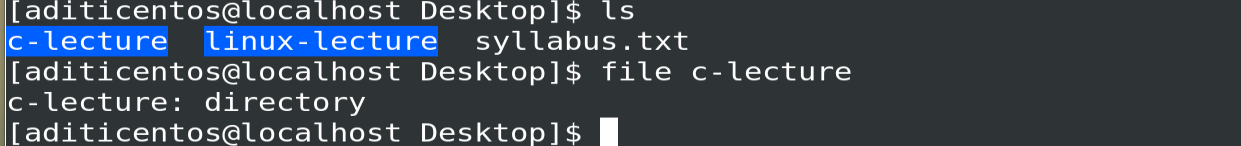 [aditicentos@localhost Desktop]$ ls
c-lecture  linux-lecture  syllabus.txt
[aditicentos@localhost Desktop]$ file c-lecture
c-lecture: directory
[aditicentos@localhost Desktop]$